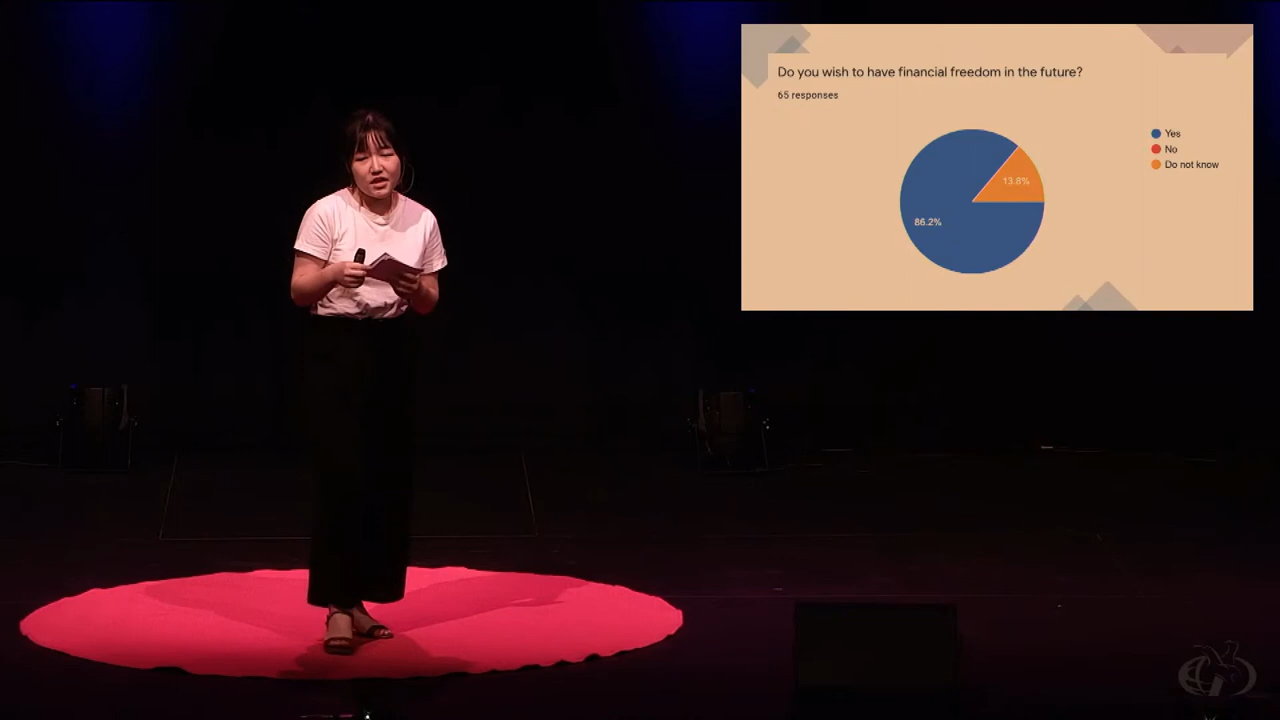 Do you wish to have financial freedom in the future?
65 responses
Yes
No
Do not know
13.8%
86.2%